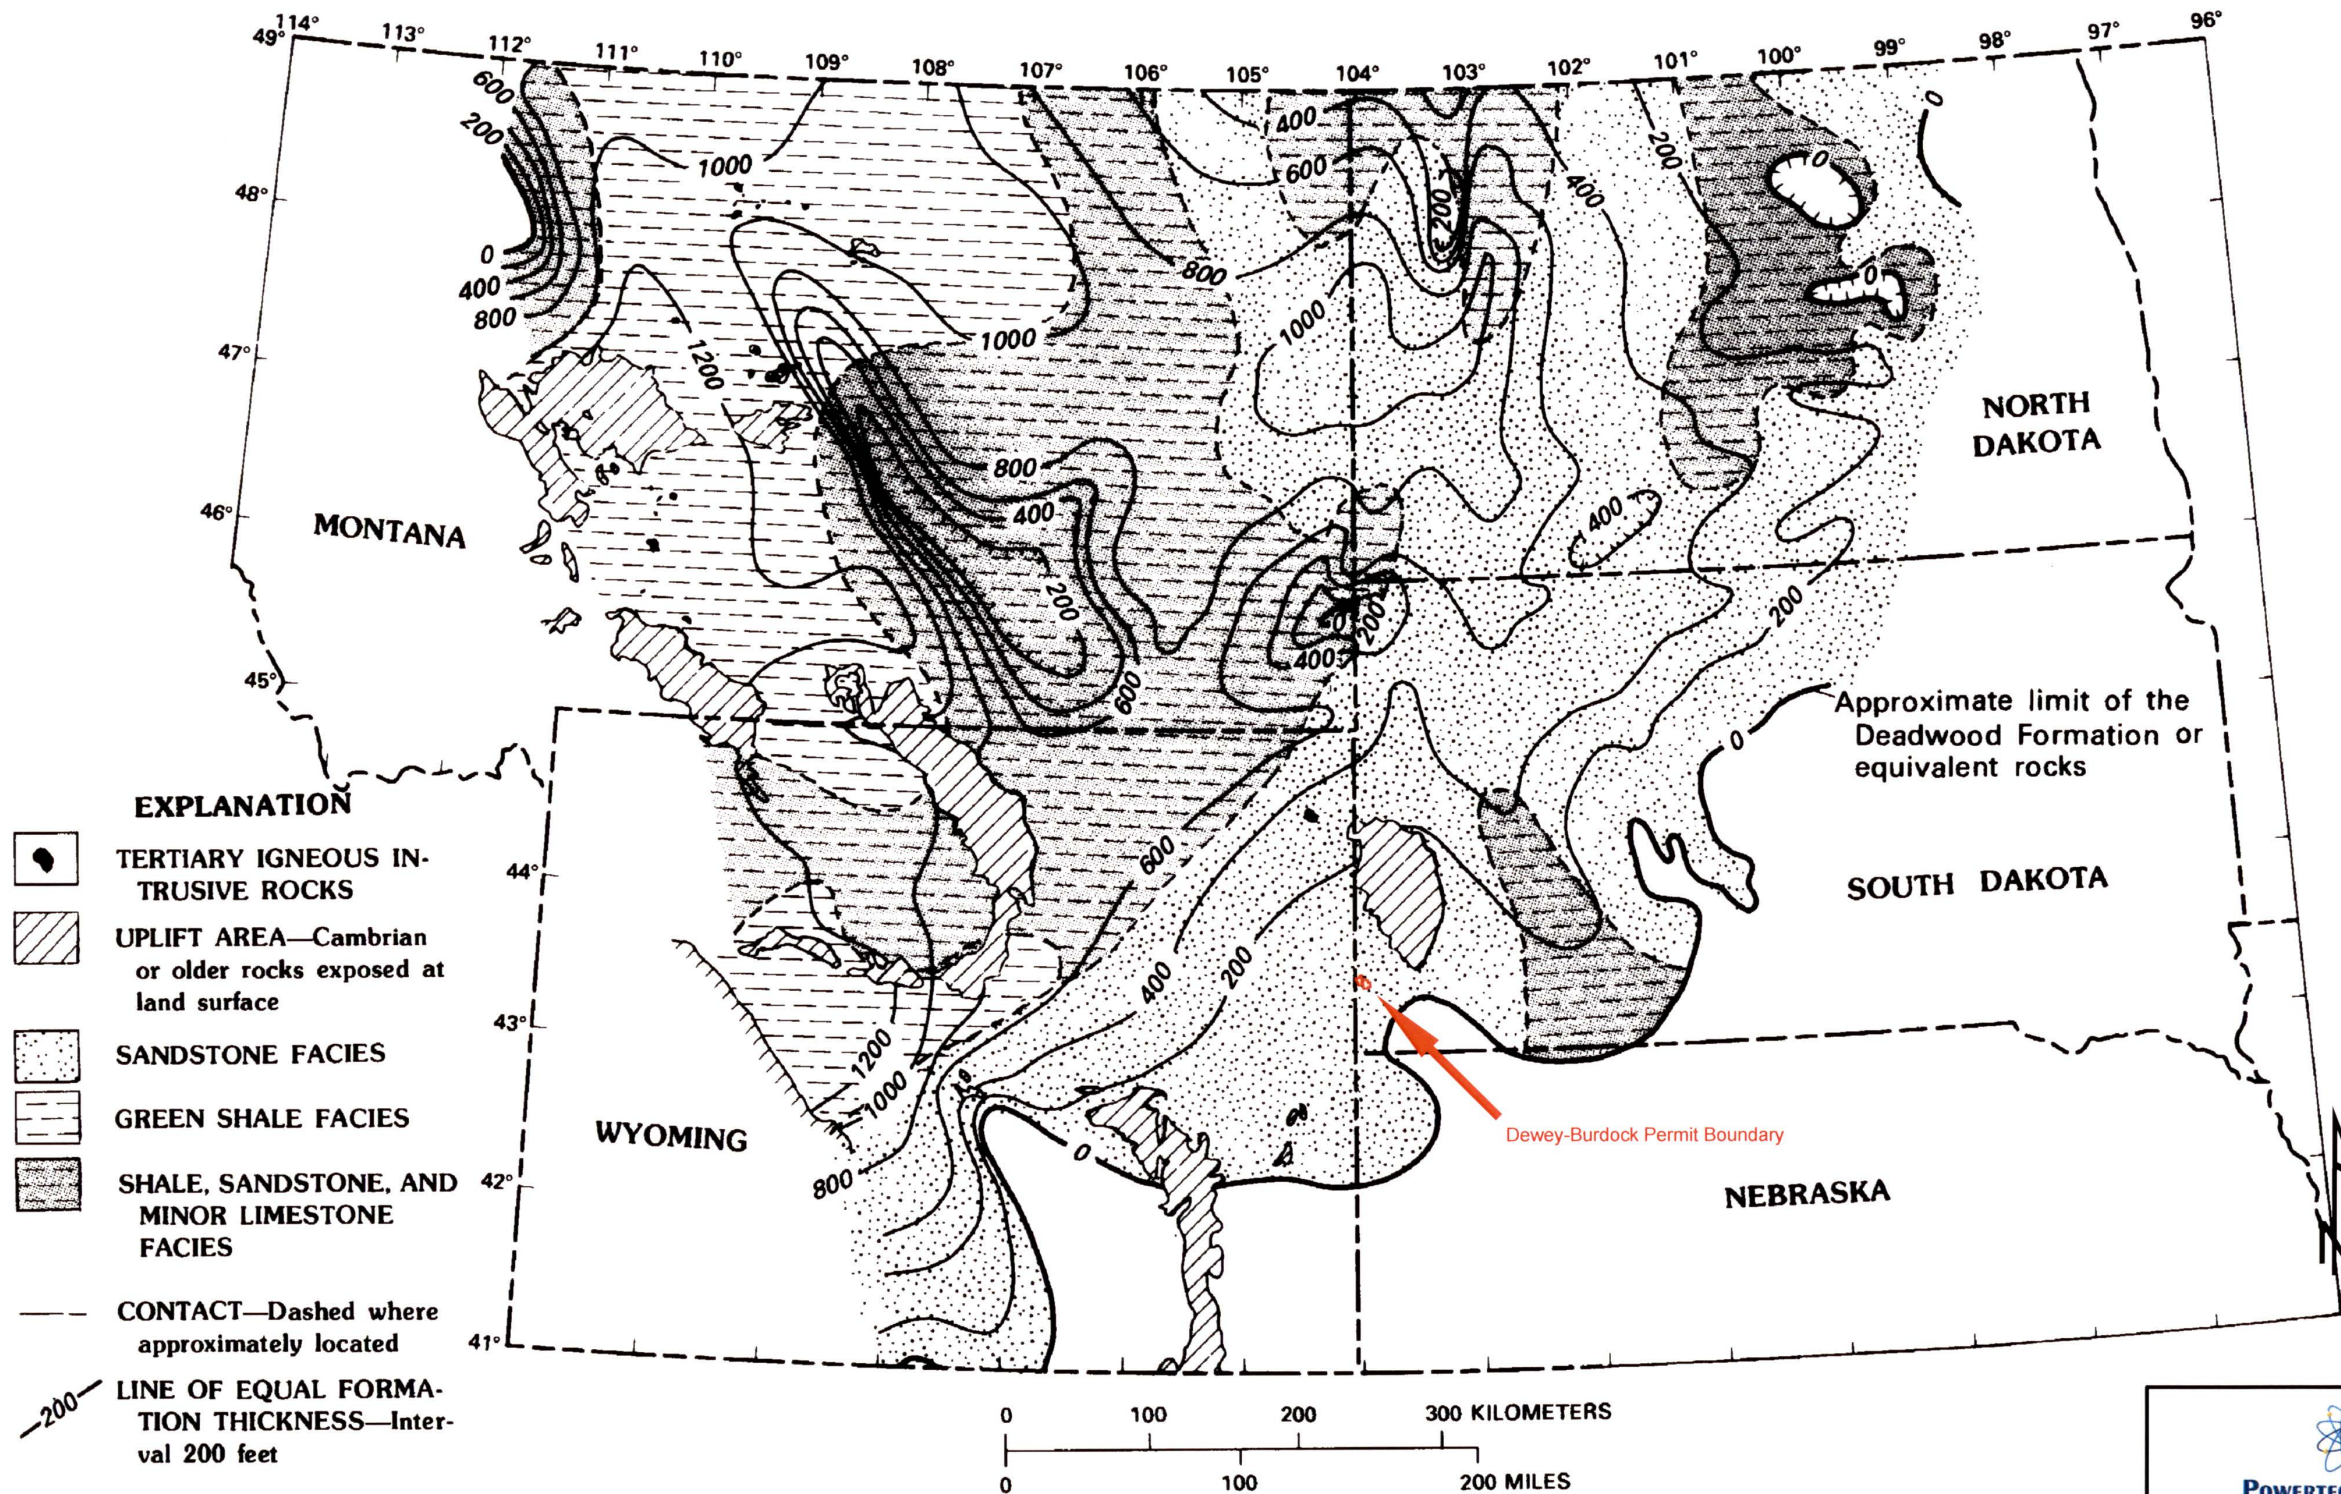 114°
113°
112°
111°
110°
109°
108°
107°
106°
105°
104°
103°
102°
101°
100°
99°
98°
97°
96°
49°
48°
47°
46°
45°
44°
43°
42°
41°
600
200
0
400
800
1000
1200
1000
800
400
200
600
800
400
600
1000
200
400
200
0
0
0
400
200
0
200
400
200
0
600
400
200
1200
1000
800
0
MONTANA
NORTH
DAKOTA
SOUTH DAKOTA
WYOMING
NEBRASKA
Approximate limit of the
Deadwood Formation or
equivalent rocks
Dewey-Burdock Permit Boundary
EXPLANATION
TERTIARY IGNEOUS IN-
TRUSIVE ROCKS
UPLIFT AREA—Cambrian
or older rocks exposed at
land surface
SANDSTONE FACIES
GREEN SHALE FACIES
SHALE, SANDSTONE, AND
MINOR LIMESTONE
FACIES
CONTACT—Dashed where
approximately located
—200—
LINE OF EQUAL FORMA-
TION THICKNESS—Inter-
val 200 feet
0 100 200 300 KILOMETERS
0 100 200 MILES